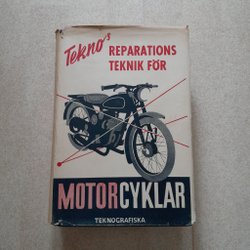 Tekno's
REPARATIONS
TEKNIK FÖR
MOTORCYKLAR
TEKNOGRAFISKA